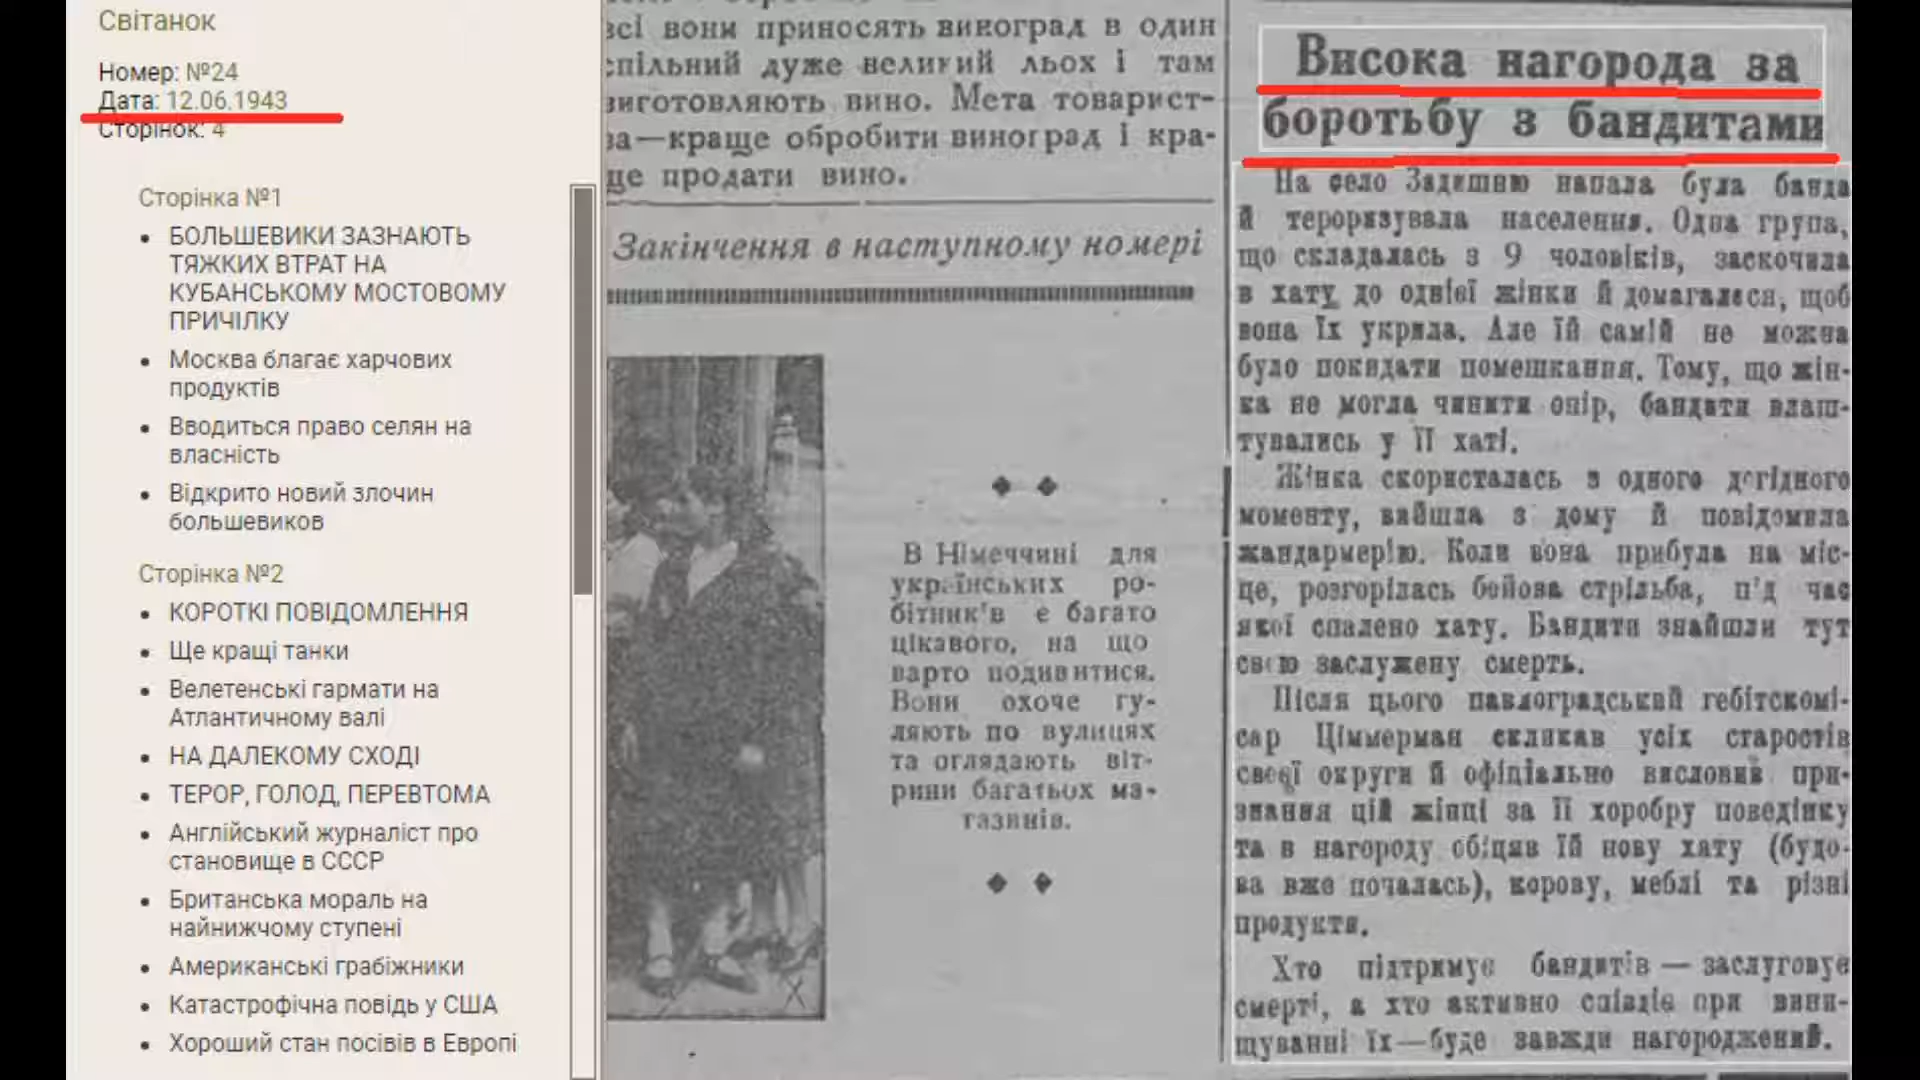 Світанок
Номер: №24
Дата: 12.06.1943
Сторінок: 4
Сторінка №1
БОЛЬШЕВИКИ ЗАЗНАЮТЬ
ТЯЖКИХ ВТРАТ НА
КУБАНСЬКОМУ МОСТОВОМУ
ПРИЧІЛКУ
Москва благає харчових
продуктів
Вводиться право селян на
власність
Відкрито новий злочин
большевиков
Сторінка №2
КОРОТКІ ПОВІДОМЛЕННЯ
Ще кращі танки
Велетенські гармати на
Атлантичному валі
НА ДАЛЕКОМУ СХОДІ
ТЕРОР, ГОЛОД, ПЕРЕВТОМА
Англійський журналіст про
становище в СССР
Британська мораль на
найнижчому ступені
Американські грабіжники
Катастрофічна повідь у США
Хороший стан посівів в Европі
всі вони приносять виноград в один
спільний дуже великий льох і там
виготовляють вино. Мета товарист-
ва—краще обробити виноград і кра-
ще продати вино.
Закінчення в наступному номері
В Німеччині для
українських ро-
бітників є багато
цікавого, на що
варто подивитися.
Вони охоче гу-
ляють по вулицях
та оглядають віт-
рини багатьох ма-
газинів.
Висока нагорода за
боротьбу з бандитами
На село Задишню напала була банда
й тероризувала населення. Одна група,
що складалась з 9 чоловіків, заскочила
в хату до однієї жінки й домагалася, щоб
вона їх укрила. Але їй самій не можна
було покидати помешкання. Тому, що жін-
ка не могла чинити опір, бандити влаш-
тувались у її хаті.
Жінка скористалась з одного догідного
моменту, вийшла з дому й повідомила
жандармерію. Коли вона прибула на міс-
це, розгорілась бойова стрільба, під час
якої спалено хату. Бандити знайшли тут
свою заслужену смерть.
Після цього павлоградський гебітскомі-
сар Ціммерман скликав усіх старостів
своєї округи й офіціально висловив при-
знання цій жінці за її хоробру поведінку
та в нагороду обіцяв їй нову хату (будо-
ва вже почалась), корову, меблі та різні
продукти.
Хто підтримує бандитів — заслуговує
смерті, а хто активно співдіє при вини-
щуванні їх—буде завжди нагороджений.